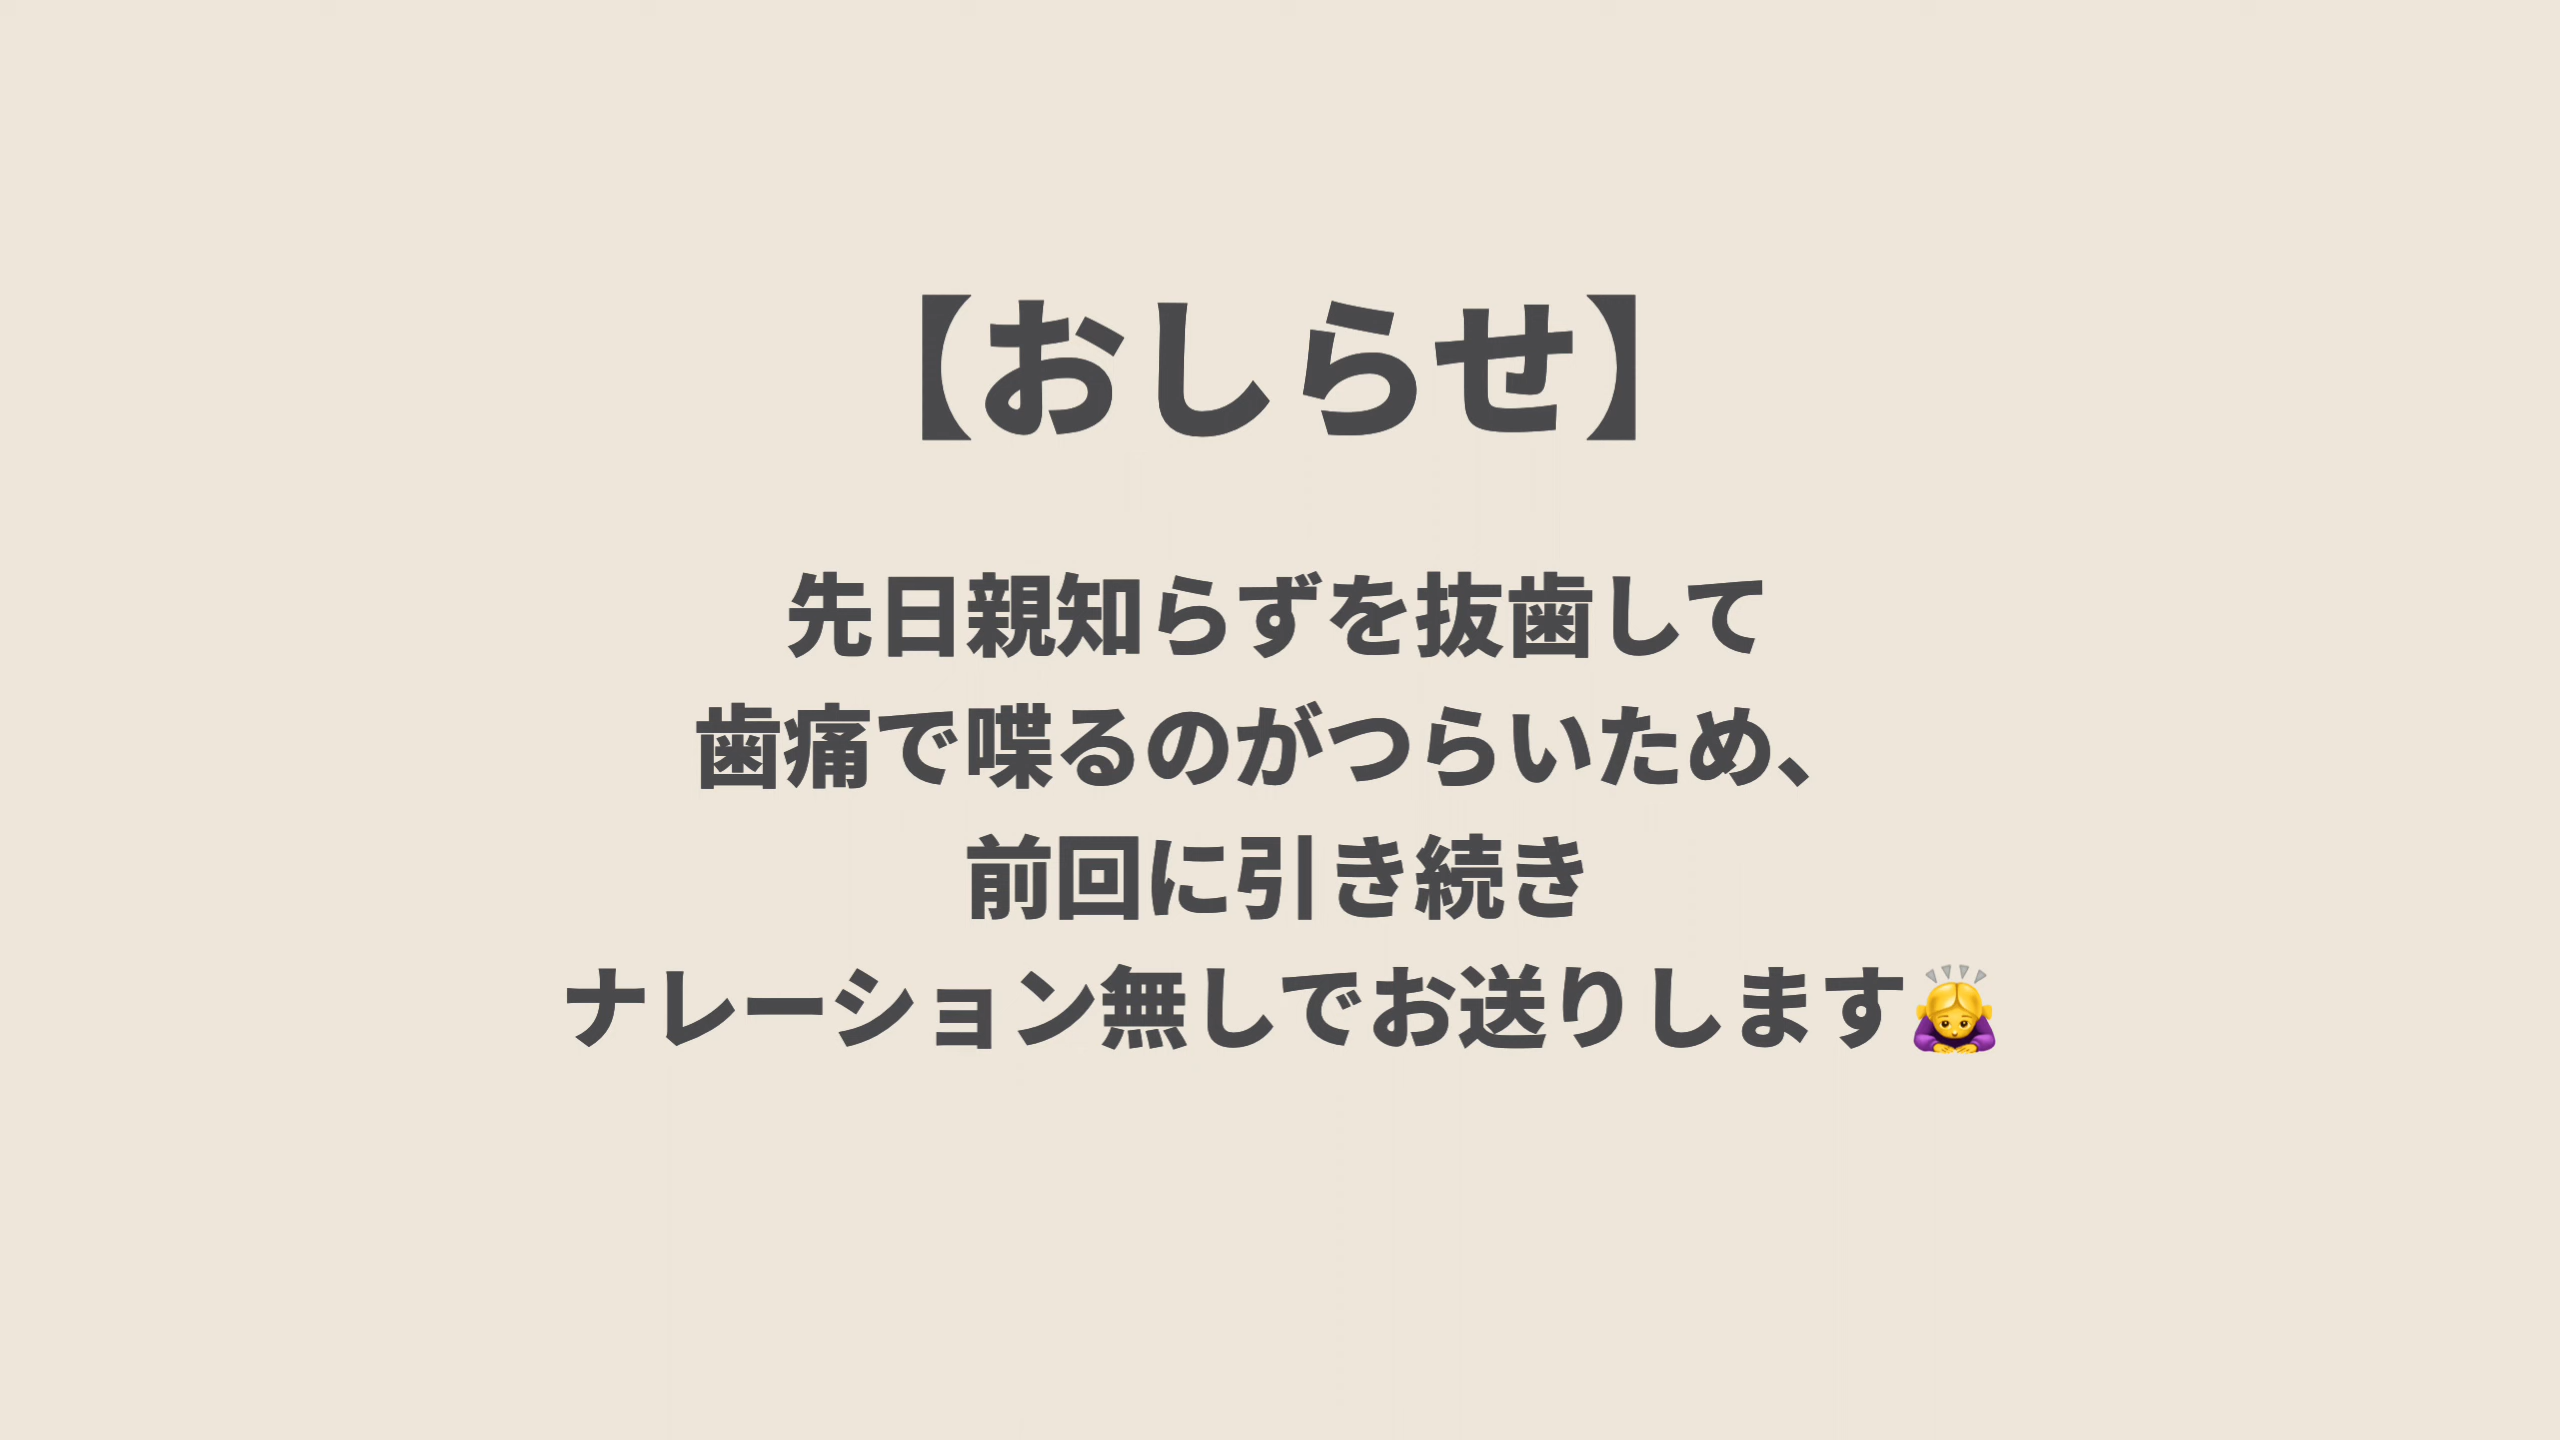 【おしらせ】
先日親知らずを抜歯して
歯痛で喋るのがつらいため、
前回に引き続き
ナレーション無しでお送りします🙇‍♀️